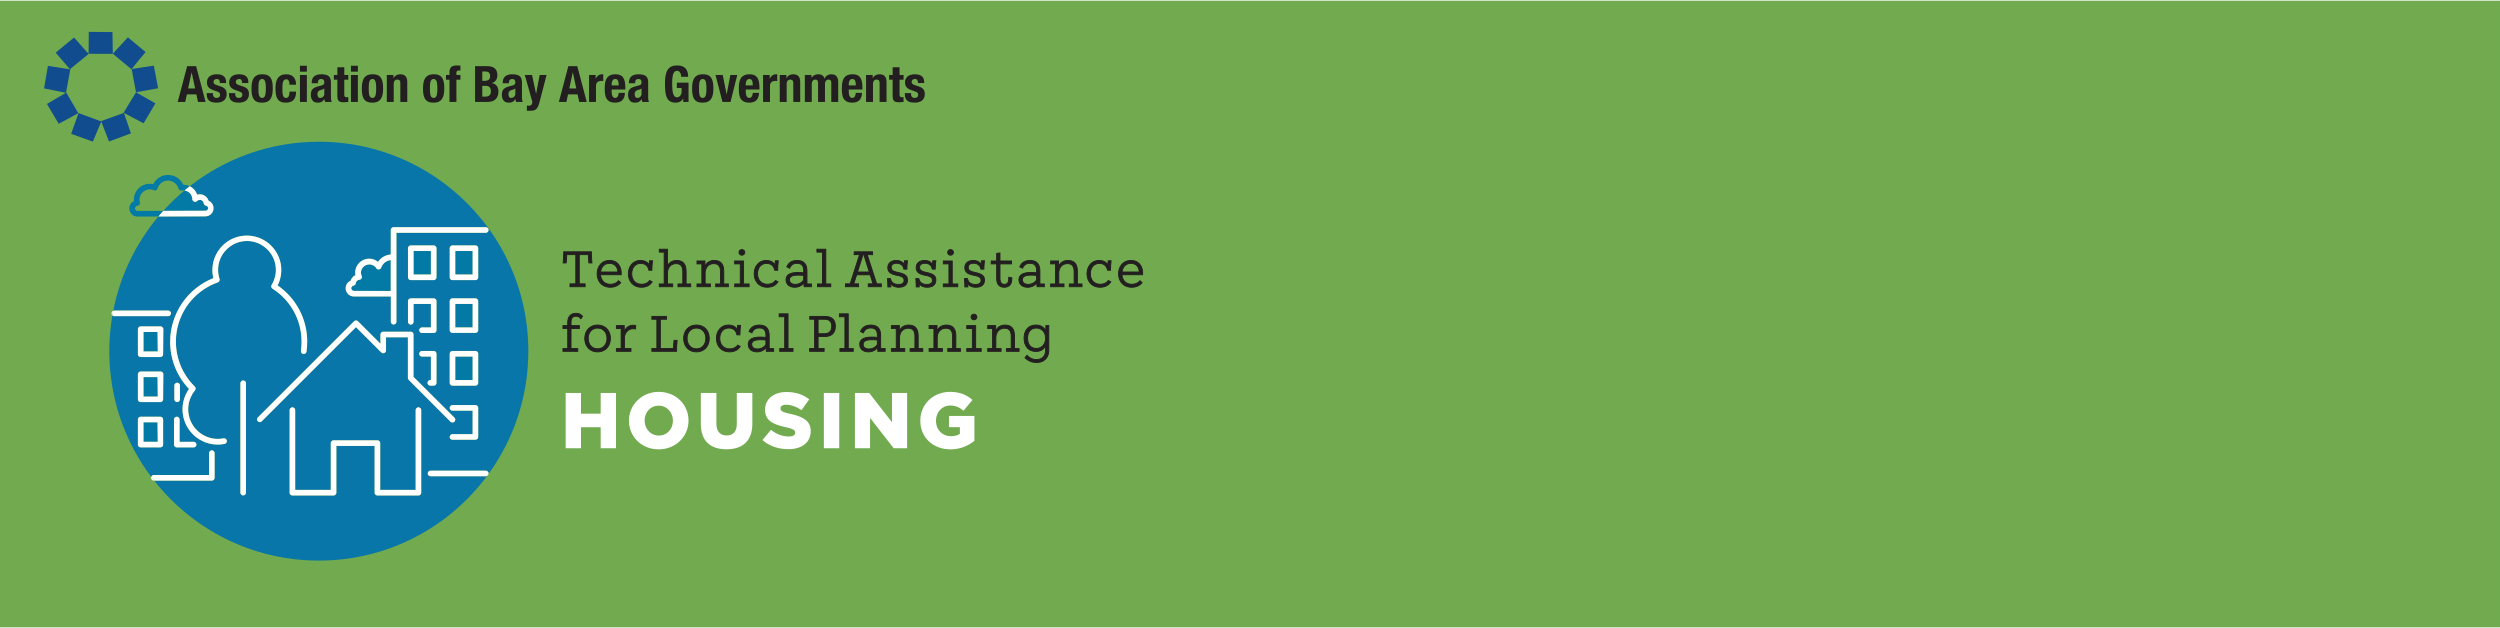 Association of Bay Area Governments
Technical Assistance
for Local Planning
HOUSING